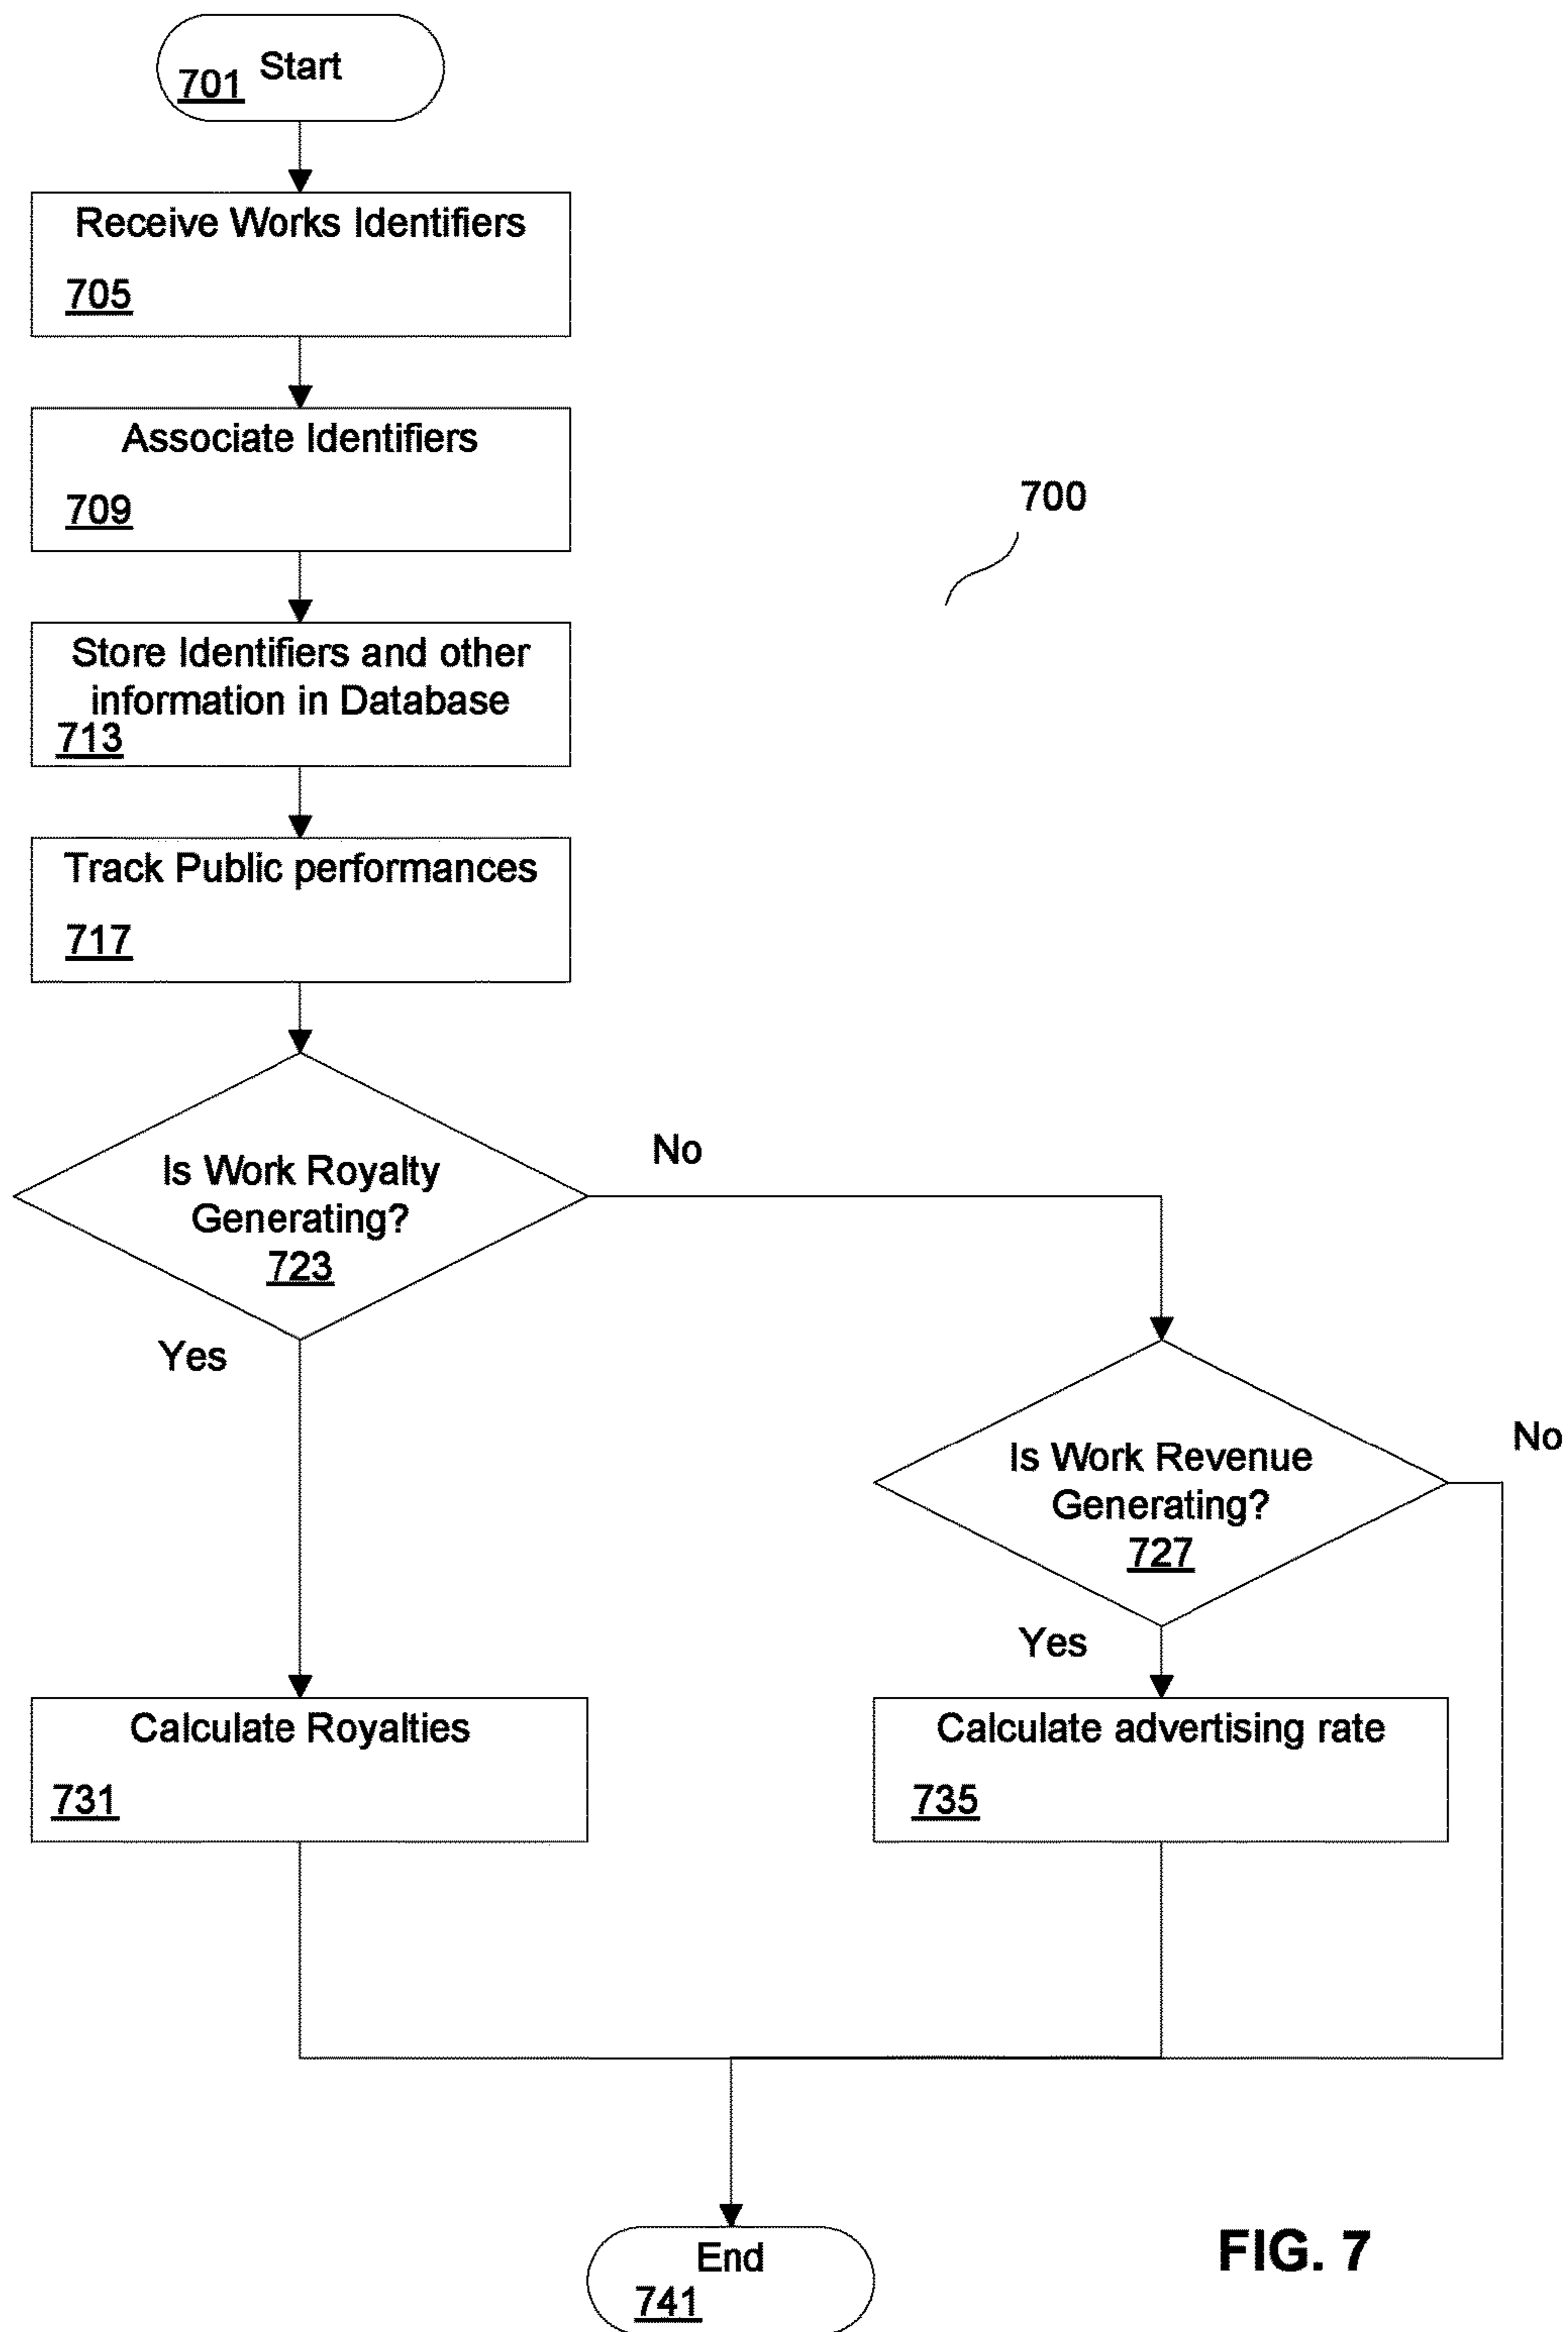 Start
701
Receive Works Identifiers
705
Associate Identifiers
709
700
Store Identifiers and other
information in Database
713
Track Public performances
717
Is Work Royalty
Generating?
723
No
Yes
Is Work Revenue
Generating?
727
No
Yes
Calculate Royalties
731
Calculate advertising rate
735
End
741
FIG. 7